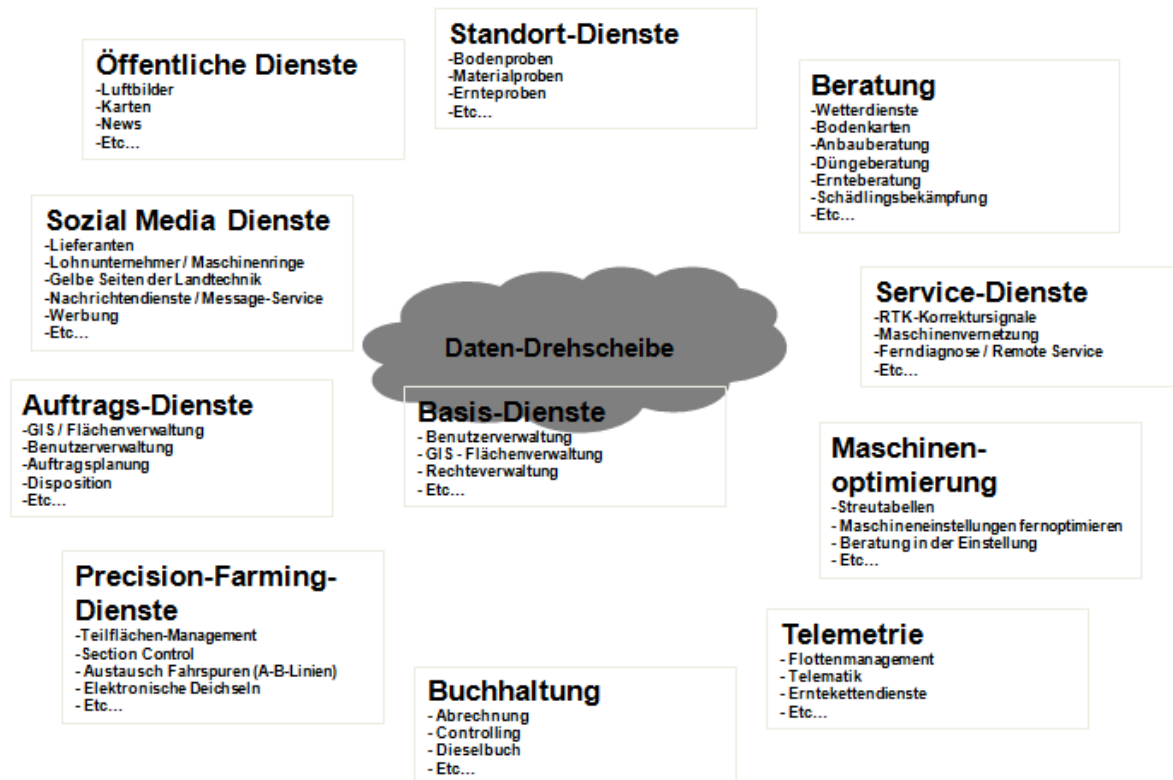 Standort-Dienste
-Bodenproben
-Materialproben
-Ernteproben
-Etc...
Öffentliche Dienste
-Luftbilder
-Karten
-News
-Etc...
Beratung
-Wetterdienste
-Bodenkarten
-Anbauberatung
-Düngeberatung
-Ernteberatung
-Schädlingsbekämpfung
-Etc...
Sozial Media Dienste
-Lieferanten
-Lohnunternehmer / Maschinenringe
-Gelbe Seiten der Landtechnik
-Nachrichtendienste / Message-Service
-Werbung
-Etc...
Daten-Drehscheibe
Service-Dienste
-RTK-Korrektursignale
-Maschinenvernetzung
-Ferndiagnose / Remote Service
-Etc...
Auftrags-Dienste
-GIS / Flächenverwaltung
-Benutzerverwaltung
-Auftragsplanung
-Disposition
-Etc...
Basis-Dienste
- Benutzerverwaltung
- GIS - Flächenverwaltung
- Rechteverwaltung
- Etc...
Maschinen-
optimierung
-Streutabellen
- Maschineneinstellungen fernoptimieren
- Beratung in der Einstellung
- Etc...
Precision-Farming-
Dienste
-Teilflächen-Management
-Section Control
- Austausch Fahrspuren (A-B-Linien)
- Elektronische Deichseln
- Etc...
Telemetrie
- Flottenmanagement
- Telematik
- Erntekettendienste
- Etc...
Buchhaltung
- Abrechnung
- Controlling
- Dieselbuch
- Etc...